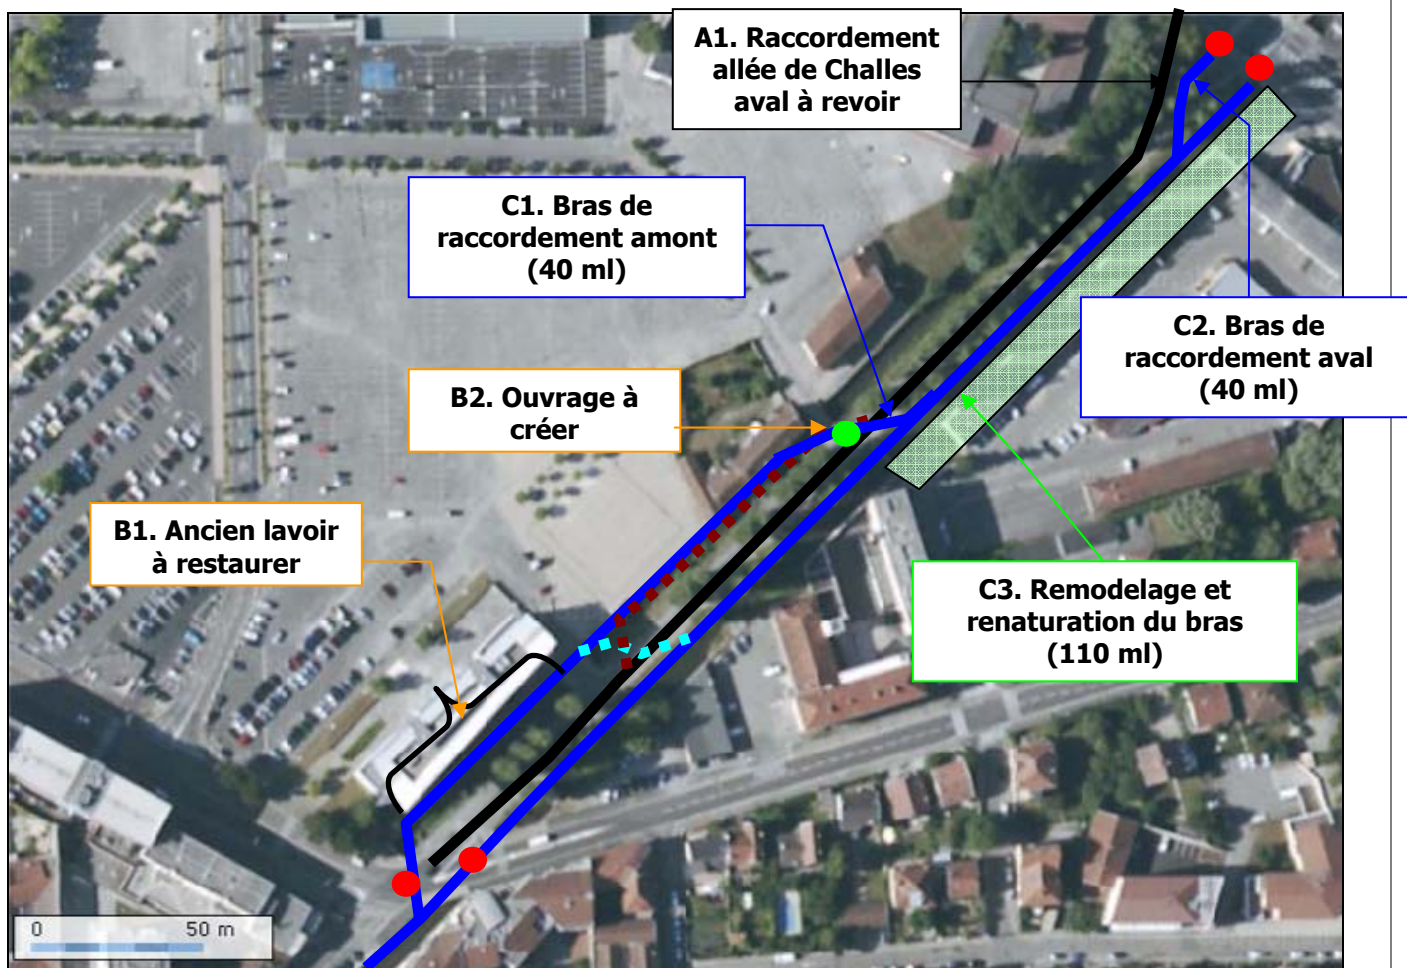 A1. Raccordement
allée de Challes
aval à revoir
C1. Bras de
raccordement amont
(40 ml)
C2. Bras de
raccordement aval
(40 ml)
B2. Ouvrage à
créer
B1. Ancien lavoir
à restaurer
C3. Remodelage et
renaturation du bras
(110 ml)
0 50 m